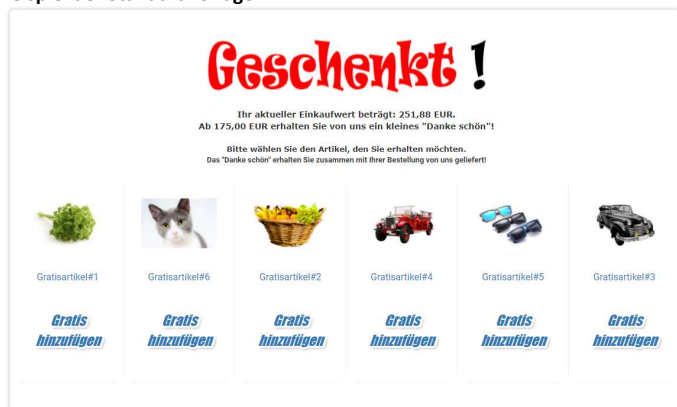 Geschenkt !
Ihr aktueller Einkaufwert beträgt: 251,88 EUR.
Ab 175,00 EUR erhalten Sie von uns ein kleines "Danke schön"!
Bitte wählen Sie den Artikel, den Sie erhalten möchten.
Das "Danke schön" erhalten Sie zusammen mit Ihrer Bestellung von uns geliefert!
Gratisartikel#1 Gratisartikel#6 Gratisartikel#2 Gratisartikel#4 Gratisartikel#5 Gratisartikel#3
Gratis Gratis Gratis Gratis Gratis Gratis
hinzufügen hinzufügen hinzufügen hinzufügen hinzufügen hinzufügen